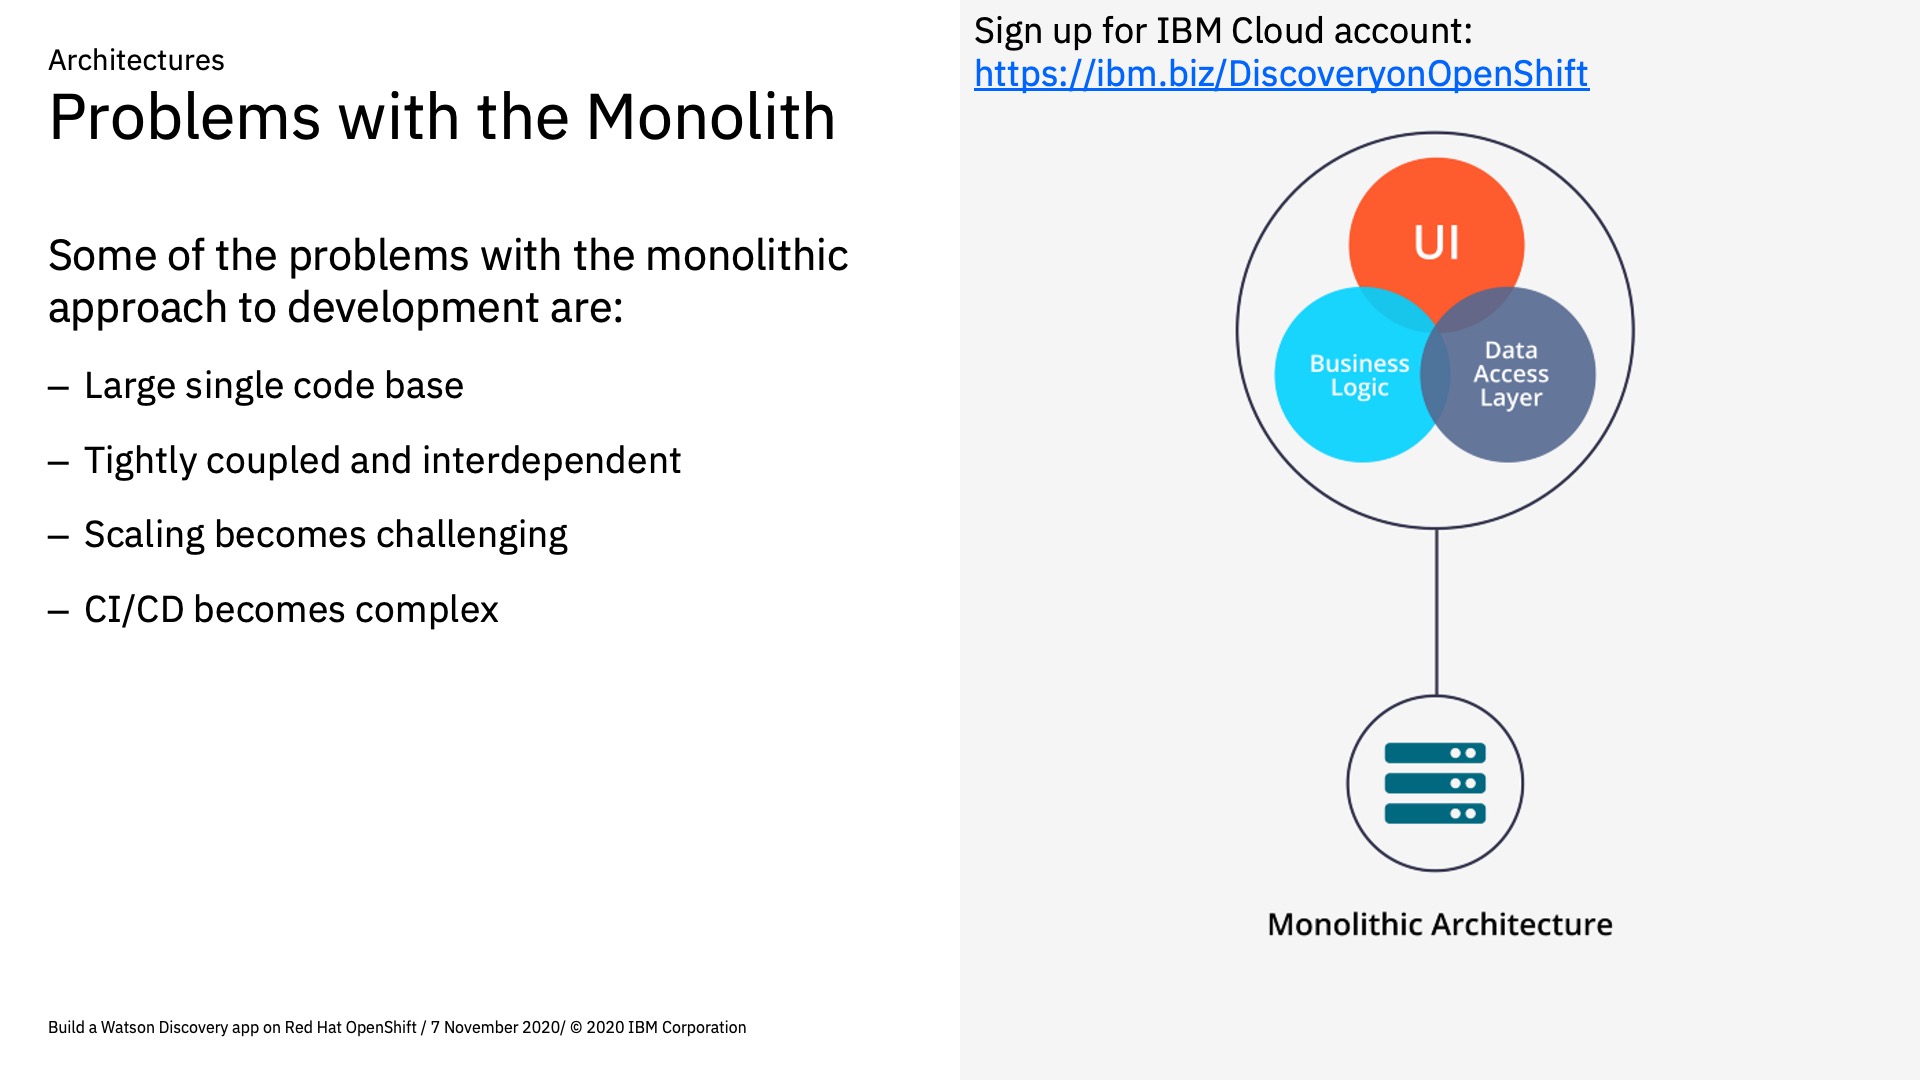 Architectures
Problems with the Monolith
Some of the problems with the monolithic
approach to development are:
– Large single code base
– Tightly coupled and interdependent
– Scaling becomes challenging
– CI/CD becomes complex
Build a Watson Discovery app on Red Hat OpenShift / 7 November 2020/ © 2020 IBM Corporation
Sign up for IBM Cloud account:
https://ibm.biz/DiscoveryonOpenShift
UI
Business
Logic
Data
Access
Layer
Monolithic Architecture